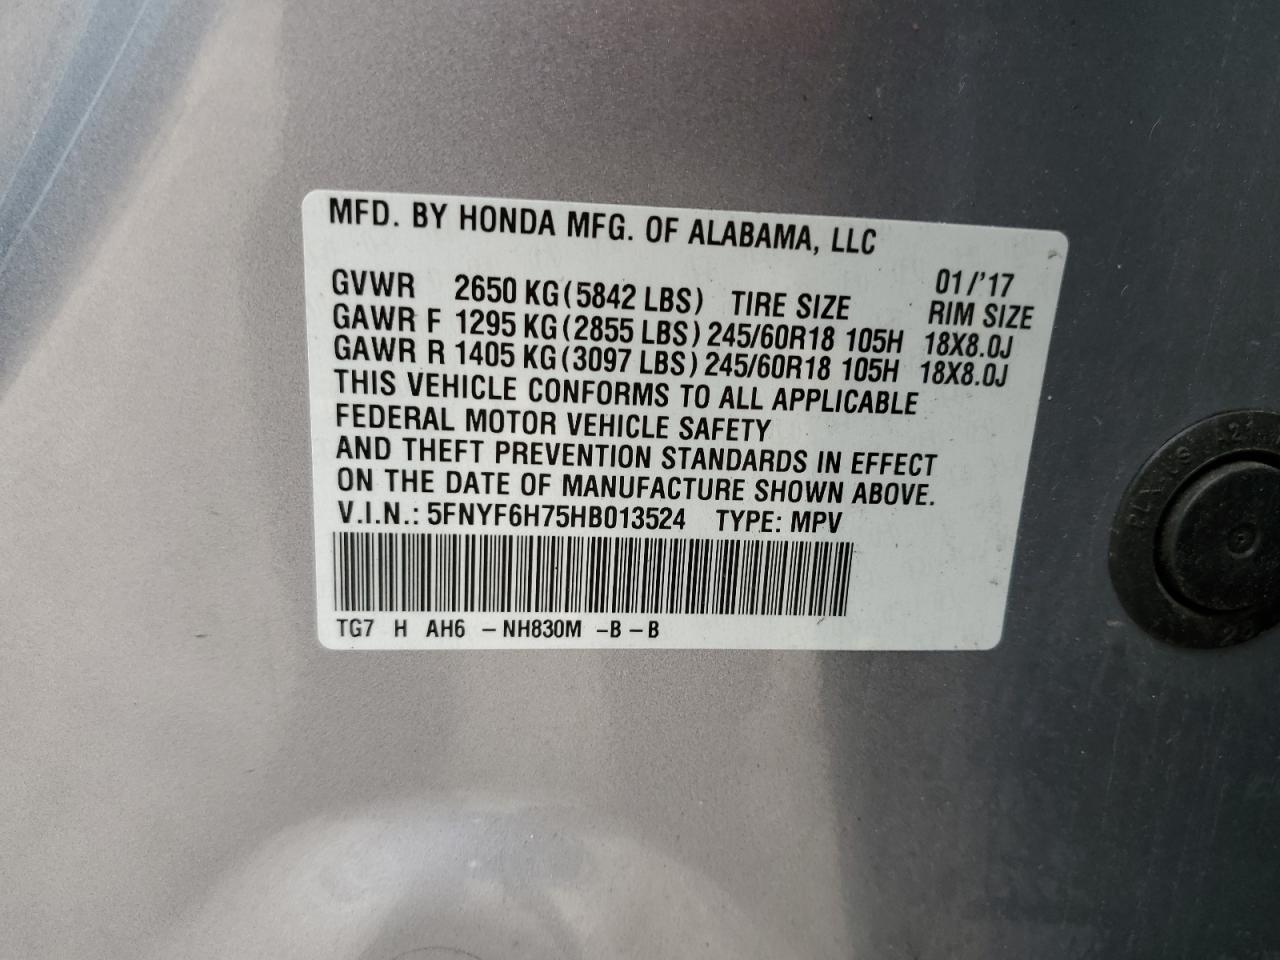 MFD. BY HONDA MFG. OF ALABAMA, LLC
01/'17
GVWR 2650 KG(5842 LBS) TIRE SIZE RIM SIZE
GAWR F 1295 KG(2855 LBS) 245/60R18 105H 18X8.0J
GAWR R 1405 KG(3097 LBS) 245/60R18 105H 18X8.0J
THIS VEHICLE CONFORMS TO ALL APPLICABLE
FEDERAL MOTOR VEHICLE SAFETY
AND THEFT PREVENTION STANDARDS IN EFFECT
ON THE DATE OF MANUFACTURE SHOWN ABOVE.
V.I.N.: 5FNYF6H75HB013524 TYPE: MPV
TG7 H AH6 -NH830M -B-B